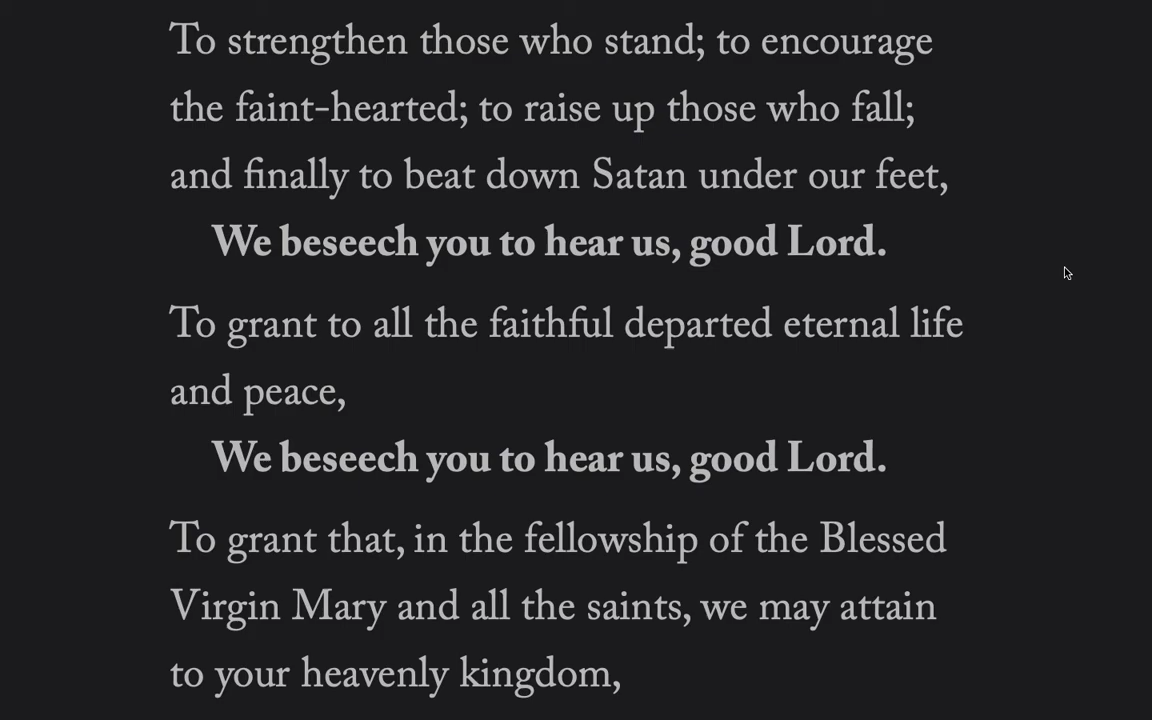 To strengthen those who stand; to encourage
the faint-hearted; to raise up those who fall;
and finally to beat down Satan under our feet,
We beseech you to hear us, good Lord.
To grant to all the faithful departed eternal life
and peace,
We beseech you to hear us, good Lord.
To grant that, in the fellowship of the Blessed
Virgin Mary and all the saints, we may attain
to your heavenly kingdom,